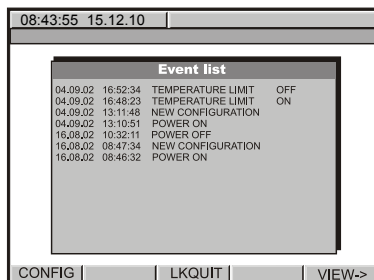 08:43:55 15.12.10
Event list
04.09.02 16:52:34 TEMPERATURE LIMIT OFF
04.09.02 16:48:23 TEMPERATURE LIMIT ON
04.09.02 13:11:48 NEW CONFIGURATION
04.09.02 13:10:51 POWER ON
16.08.02 10:32:11 POWER OFF
16.08.02 08:47:34 NEW CONFIGURATION
16.08.02 08:46:32 POWER ON
CONFIG LKQUIT VIEW->